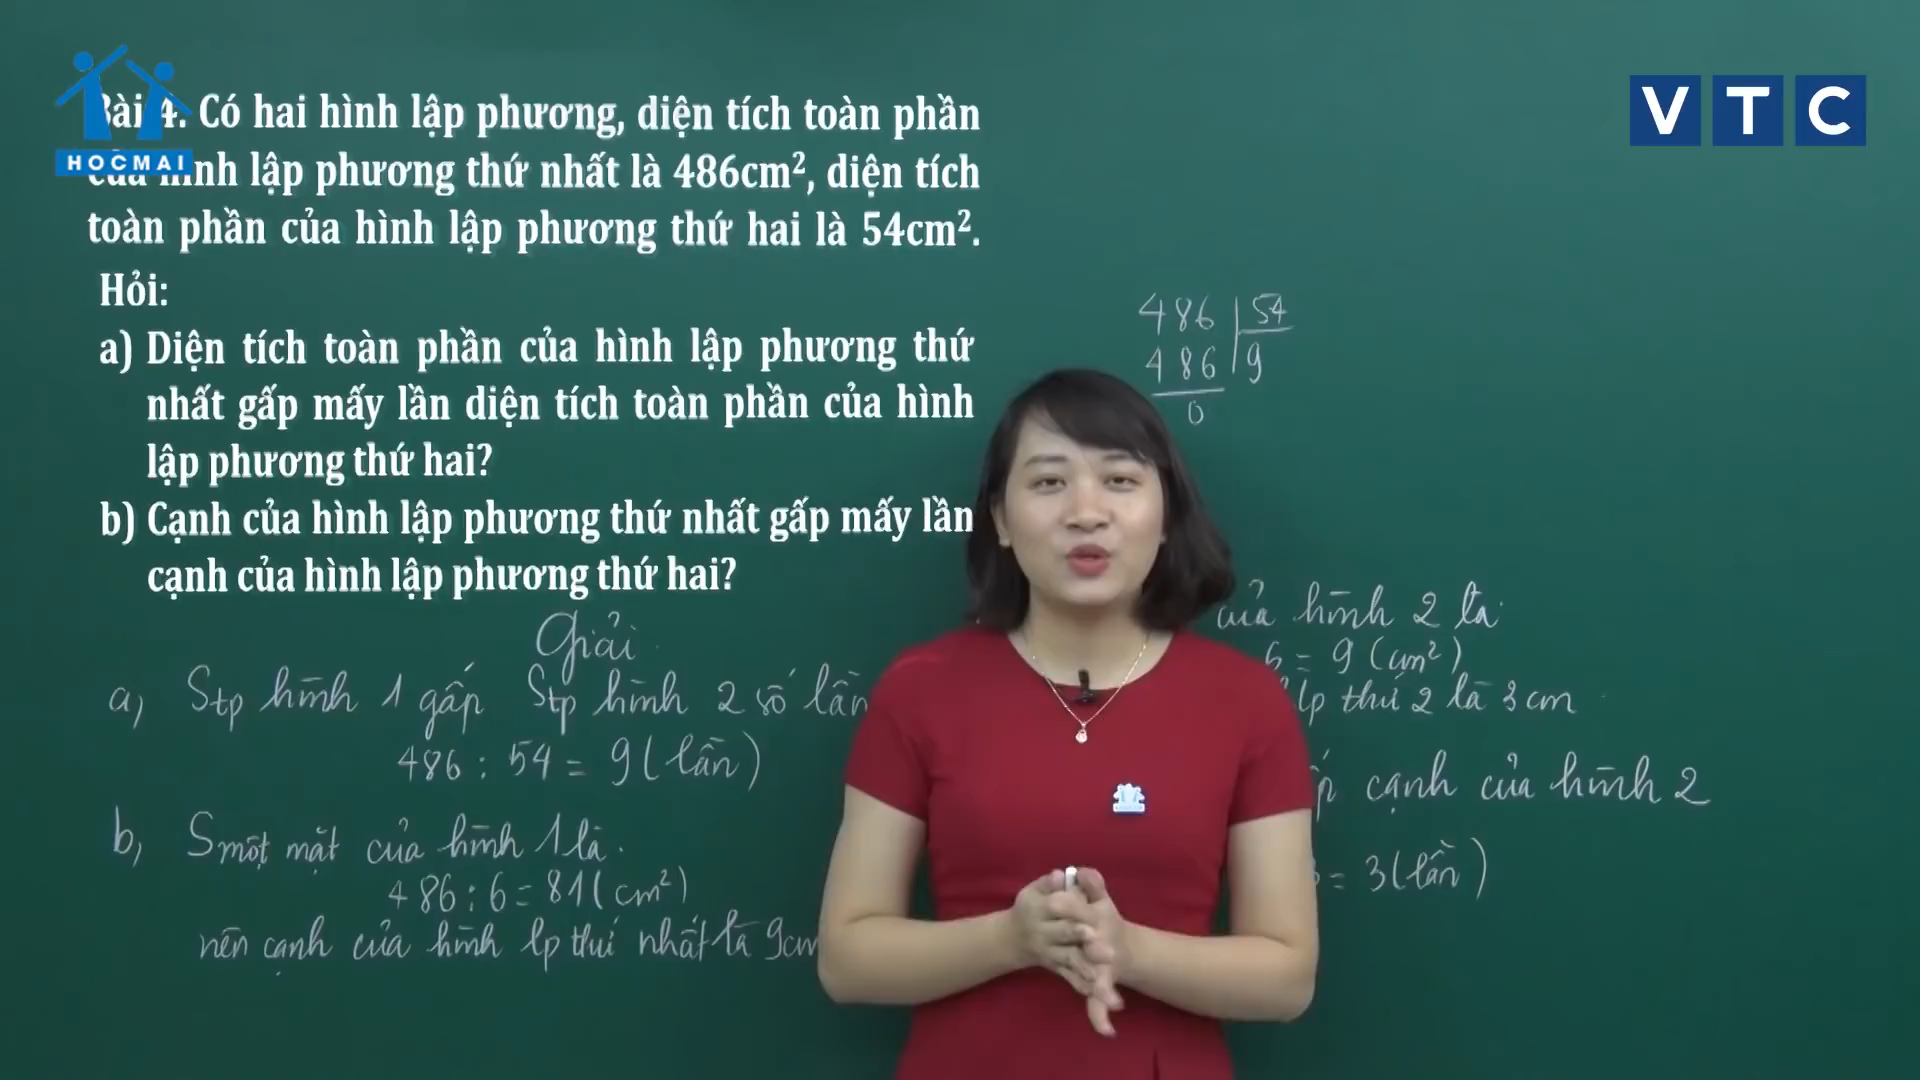 HOCMAI
VTC
Bài 4. Có hai hình lập phương, diện tích toàn phần
của hình lập phương thứ nhất là 486cm², diện tích
toàn phần của hình lập phương thứ hai là 54cm².
Hỏi:
a) Diện tích toàn phần của hình lập phương thứ
nhất gấp mấy lần diện tích toàn phần của hình
lập phương thứ hai?
b) Cạnh của hình lập phương thứ nhất gấp mấy lần
cạnh của hình lập phương thứ hai?
Giải
a, Stp hình 1 gấp Stp hình 2 số lần
486 : 54 = 9 (lần)
b, S một mặt của hình 1 là
486 : 6 = 81 (cm²)
nên cạnh của hình lp thứ nhất là 9cm
486 54
486 9
0
của hình 2 là
6 = 9 (cm²)
lp thứ 2 là 3cm
cạnh của hình 2
= 3 (lần)